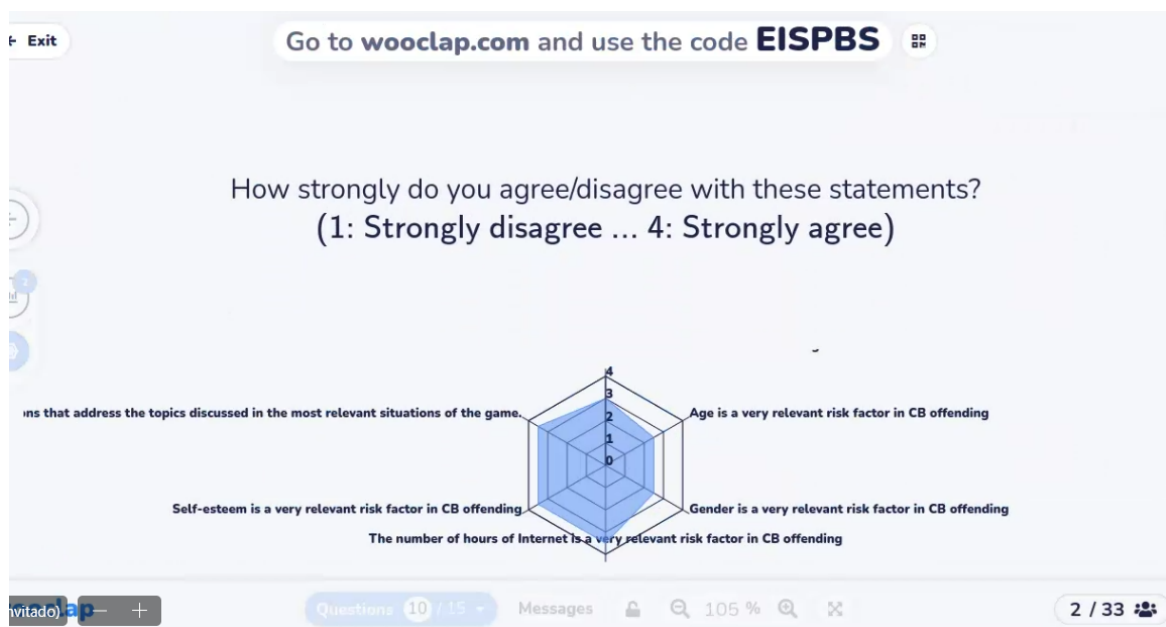 Exit
Go to wooclap.com and use the code EISPBS
How strongly do you agree/disagree with these statements?
(1: Strongly disagree ... 4: Strongly agree)
4
3
2
1
0
that address the topics discussed in the most relevant situations of the game.
Age is a very relevant risk factor in CB offending
Self-esteem is a very relevant risk factor in CB offending
Gender is a very relevant risk factor in CB offending
The number of hours of Internet is a very relevant risk factor in CB offending
Questions 10 / 15
Messages
105 %
2 / 33